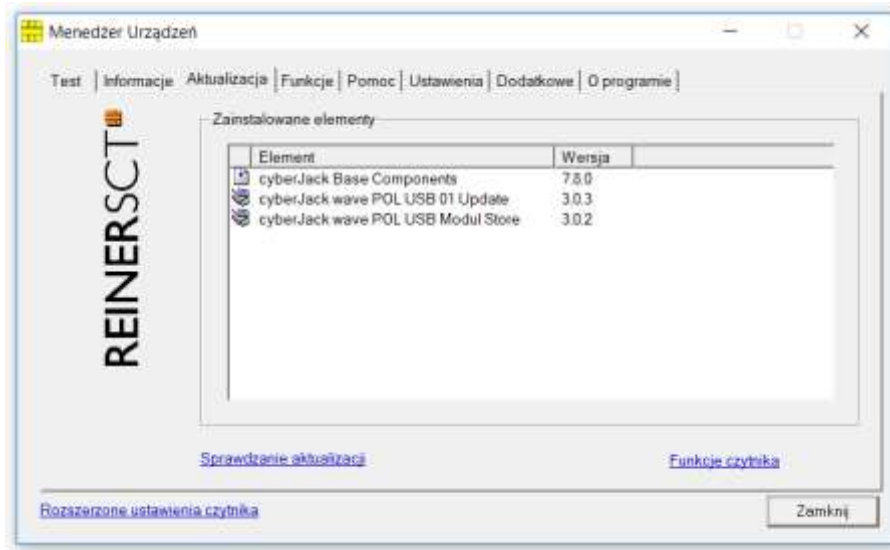 Menedżer Urządzeń
Test Informacje Aktualizacja Funkcje Pomoc Ustawienia Dodatkowe O programie
REINERSCT
Zainstalowane elementy
Element Wersja
cyberJack Base Components 7.8.0
cyberJack wave POL USB 01 Update 3.0.3
cyberJack wave POL USB Modul Store 3.0.2
Sprawdzanie aktualizacji Funkcje czytnika
Rozszerzone ustawienia czytnika Zamknij